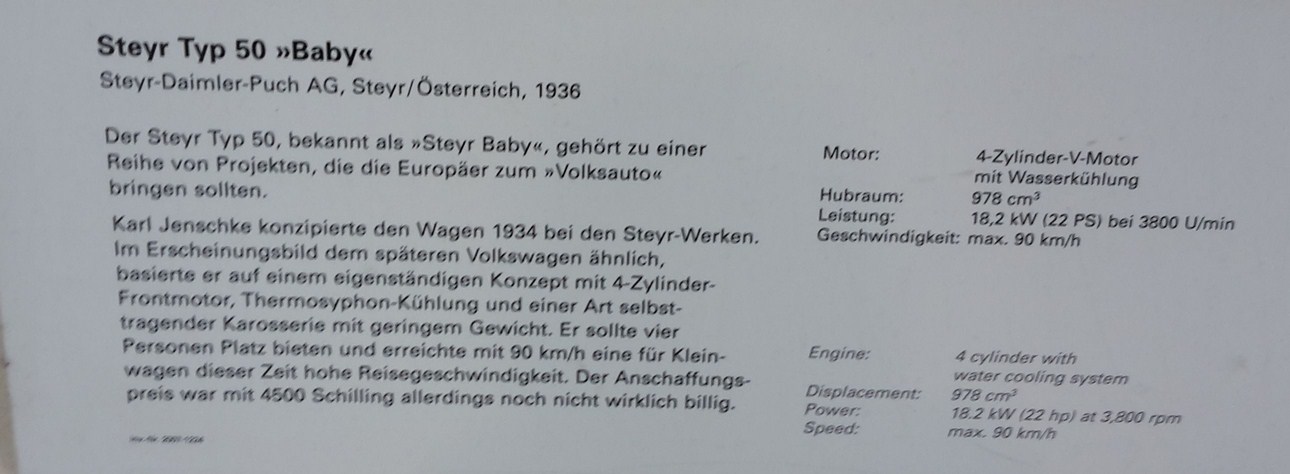 Steyr Typ 50 »Baby«
Steyr-Daimler-Puch AG, Steyr/Österreich, 1936
Der Steyr Typ 50, bekannt als »Steyr Baby«, gehört zu einer
Reihe von Projekten, die die Europäer zum »Volksauto«
bringen sollten.
Karl Jenschke konzipierte den Wagen 1934 bei den Steyr-Werken.
Im Erscheinungsbild dem späteren Volkswagen ähnlich,
basierte er auf einem eigenständigen Konzept mit 4-Zylinder-
Frontmotor, Thermosyphon-Kühlung und einer Art selbst-
tragender Karosserie mit geringem Gewicht. Er sollte vier
Personen Platz bieten und erreichte mit 90 km/h eine für Klein-
wagen dieser Zeit hohe Reisegeschwindigkeit. Der Anschaffungs-
preis war mit 4500 Schilling allerdings noch nicht wirklich billig.
Motor: 4-Zylinder-V-Motor
mit Wasserkühlung
Hubraum: 978 cm³
Leistung: 18,2 kW (22 PS) bei 3800 U/min
Geschwindigkeit: max. 90 km/h
Engine: 4 cylinder with
water cooling system
Displacement: 978 cm³
Power: 18.2 kW (22 hp) at 3,800 rpm
Speed: max. 90 km/h